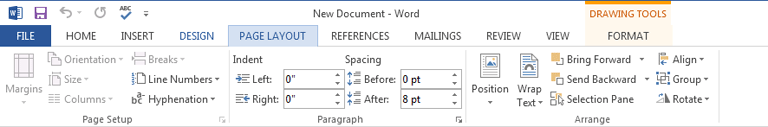 New Document - Word
DRAWING TOOLS
FILE HOME INSERT DESIGN PAGE LAYOUT REFERENCES MAILINGS REVIEW VIEW FORMAT
Margins
Orientation
Size
Columns
Breaks
Line Numbers
Hyphenation
Page Setup
Indent
Left: 0"
Right: 0"
Spacing
Before: 0 pt
After: 8 pt
Paragraph
Position
Wrap
Text
Bring Forward
Send Backward
Selection Pane
Align
Group
Rotate
Arrange